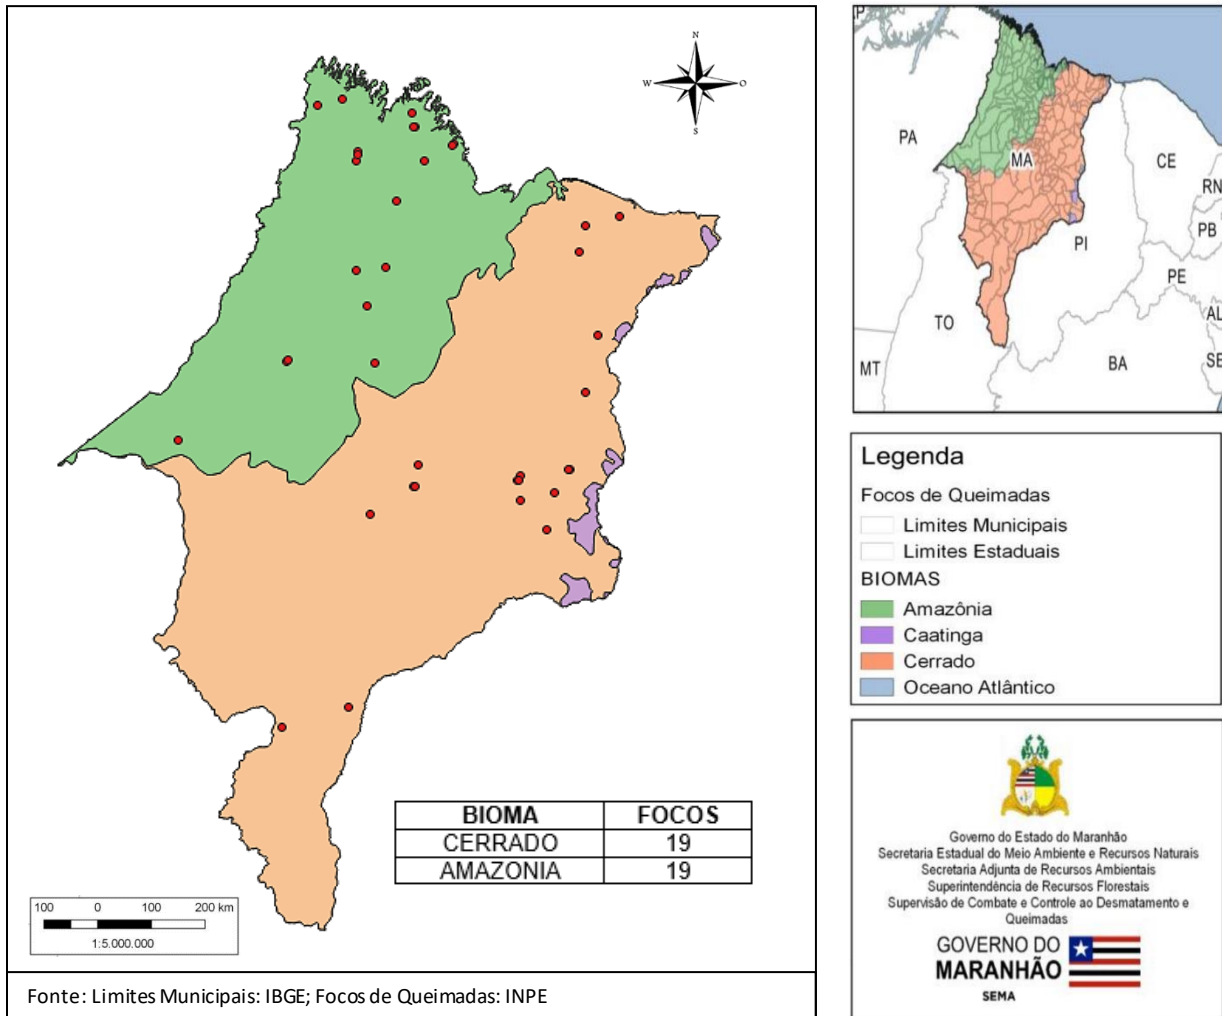 N
W
O
S
BIOMA FOCOS
CERRADO 19
AMAZONIA 19
100 0 100 200 km
1:5.000.000
Fonte: Limites Municipais: IBGE; Focos de Queimadas: INPE
PA
MA
CE
RN
PB
PI
PE
AL
TO
SE
BA
MT
Legenda
Focos de Queimadas
Limites Municipais
Limites Estaduais
BIOMAS
Amazônia
Caatinga
Cerrado
Oceano Atlântico
Governo do Estado do Maranhão
Secretaria Estadual do Meio Ambiente e Recursos Naturais
Secretaria Adjunta de Recursos Ambientais
Superintendência de Recursos Florestais
Supervisão de Combate e Controle ao Desmatamento e
Queimadas
GOVERNO DO
MARANHÃO
SEMA